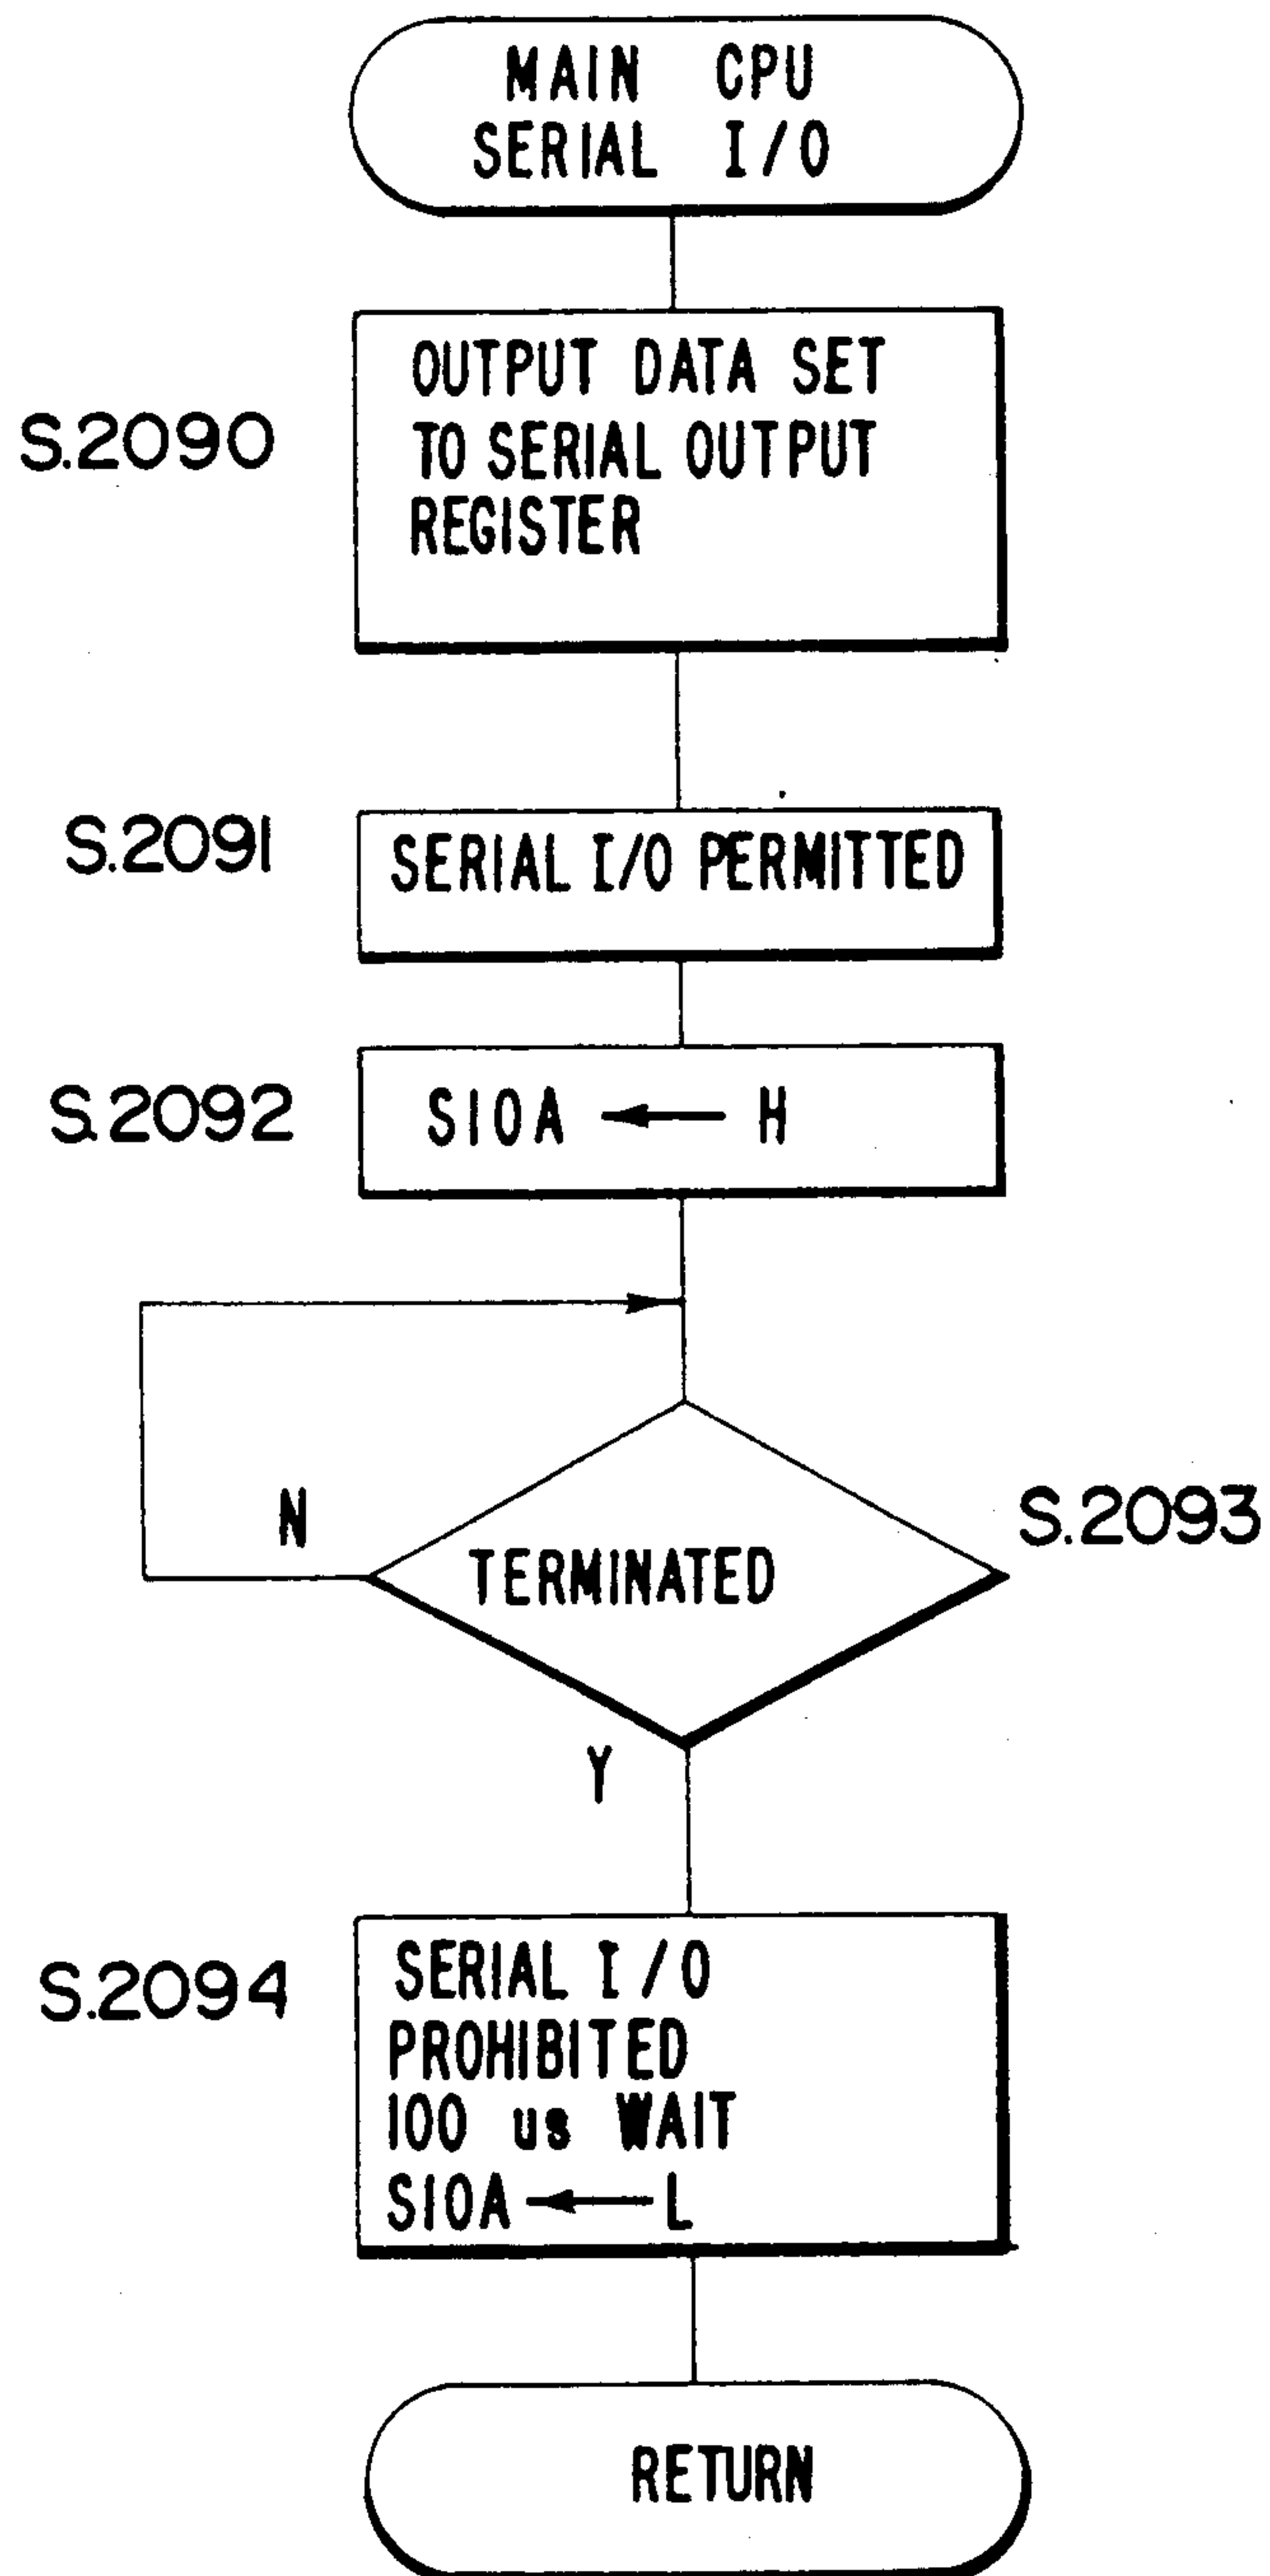 MAIN CPU
SERIAL I/O
S.2090
OUTPUT DATA SET
TO SERIAL OUTPUT
REGISTER
S.2091
SERIAL I/O PERMITTED
S.2092
SIOA ← H
N
TERMINATED
S.2093
Y
S.2094
SERIAL I/O
PROHIBITED
100 us WAIT
SIOA ← L
RETURN